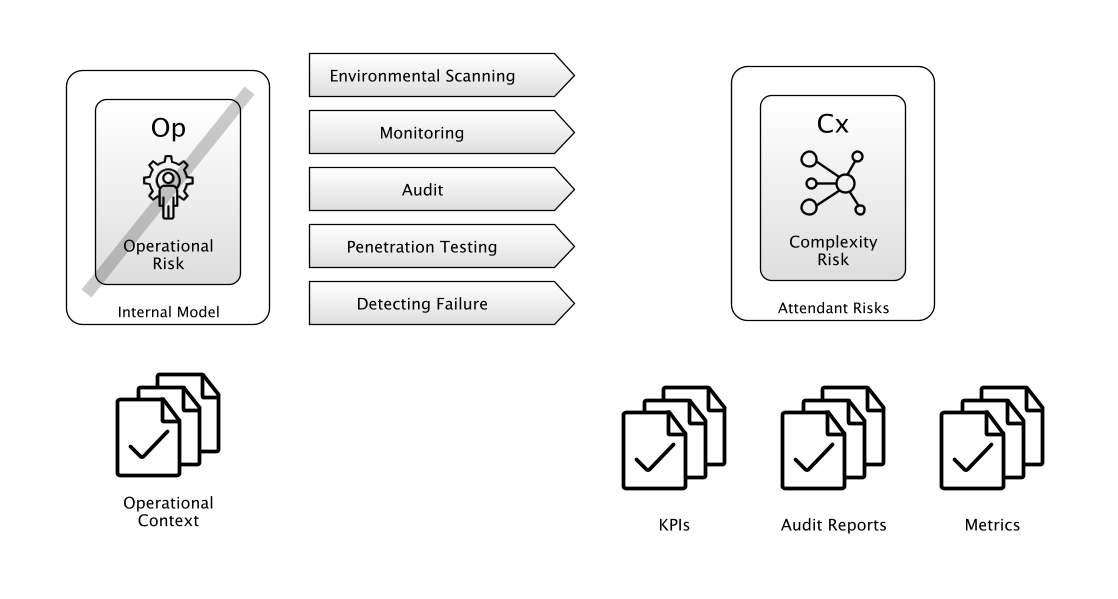 Op
Operational
Risk
Internal Model
Environmental Scanning
Monitoring
Audit
Penetration Testing
Detecting Failure
Cx
Complexity
Risk
Attendant Risks
Operational
Context
KPIs
Audit Reports
Metrics